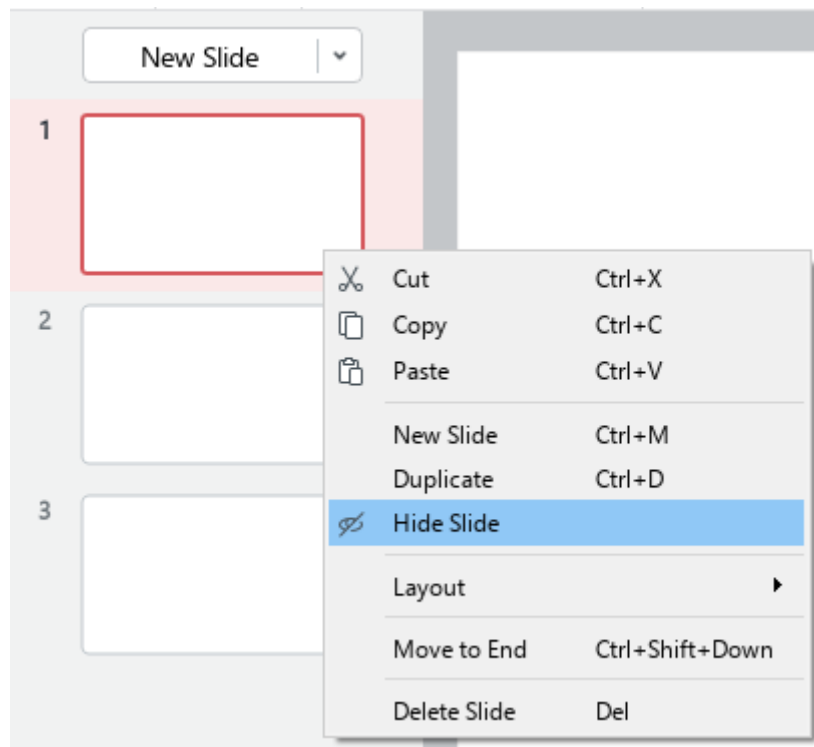 New Slide
1
2
3
Cut Ctrl+X
Copy Ctrl+C
Paste Ctrl+V
New Slide Ctrl+M
Duplicate Ctrl+D
Hide Slide
Layout
Move to End Ctrl+Shift+Down
Delete Slide Del